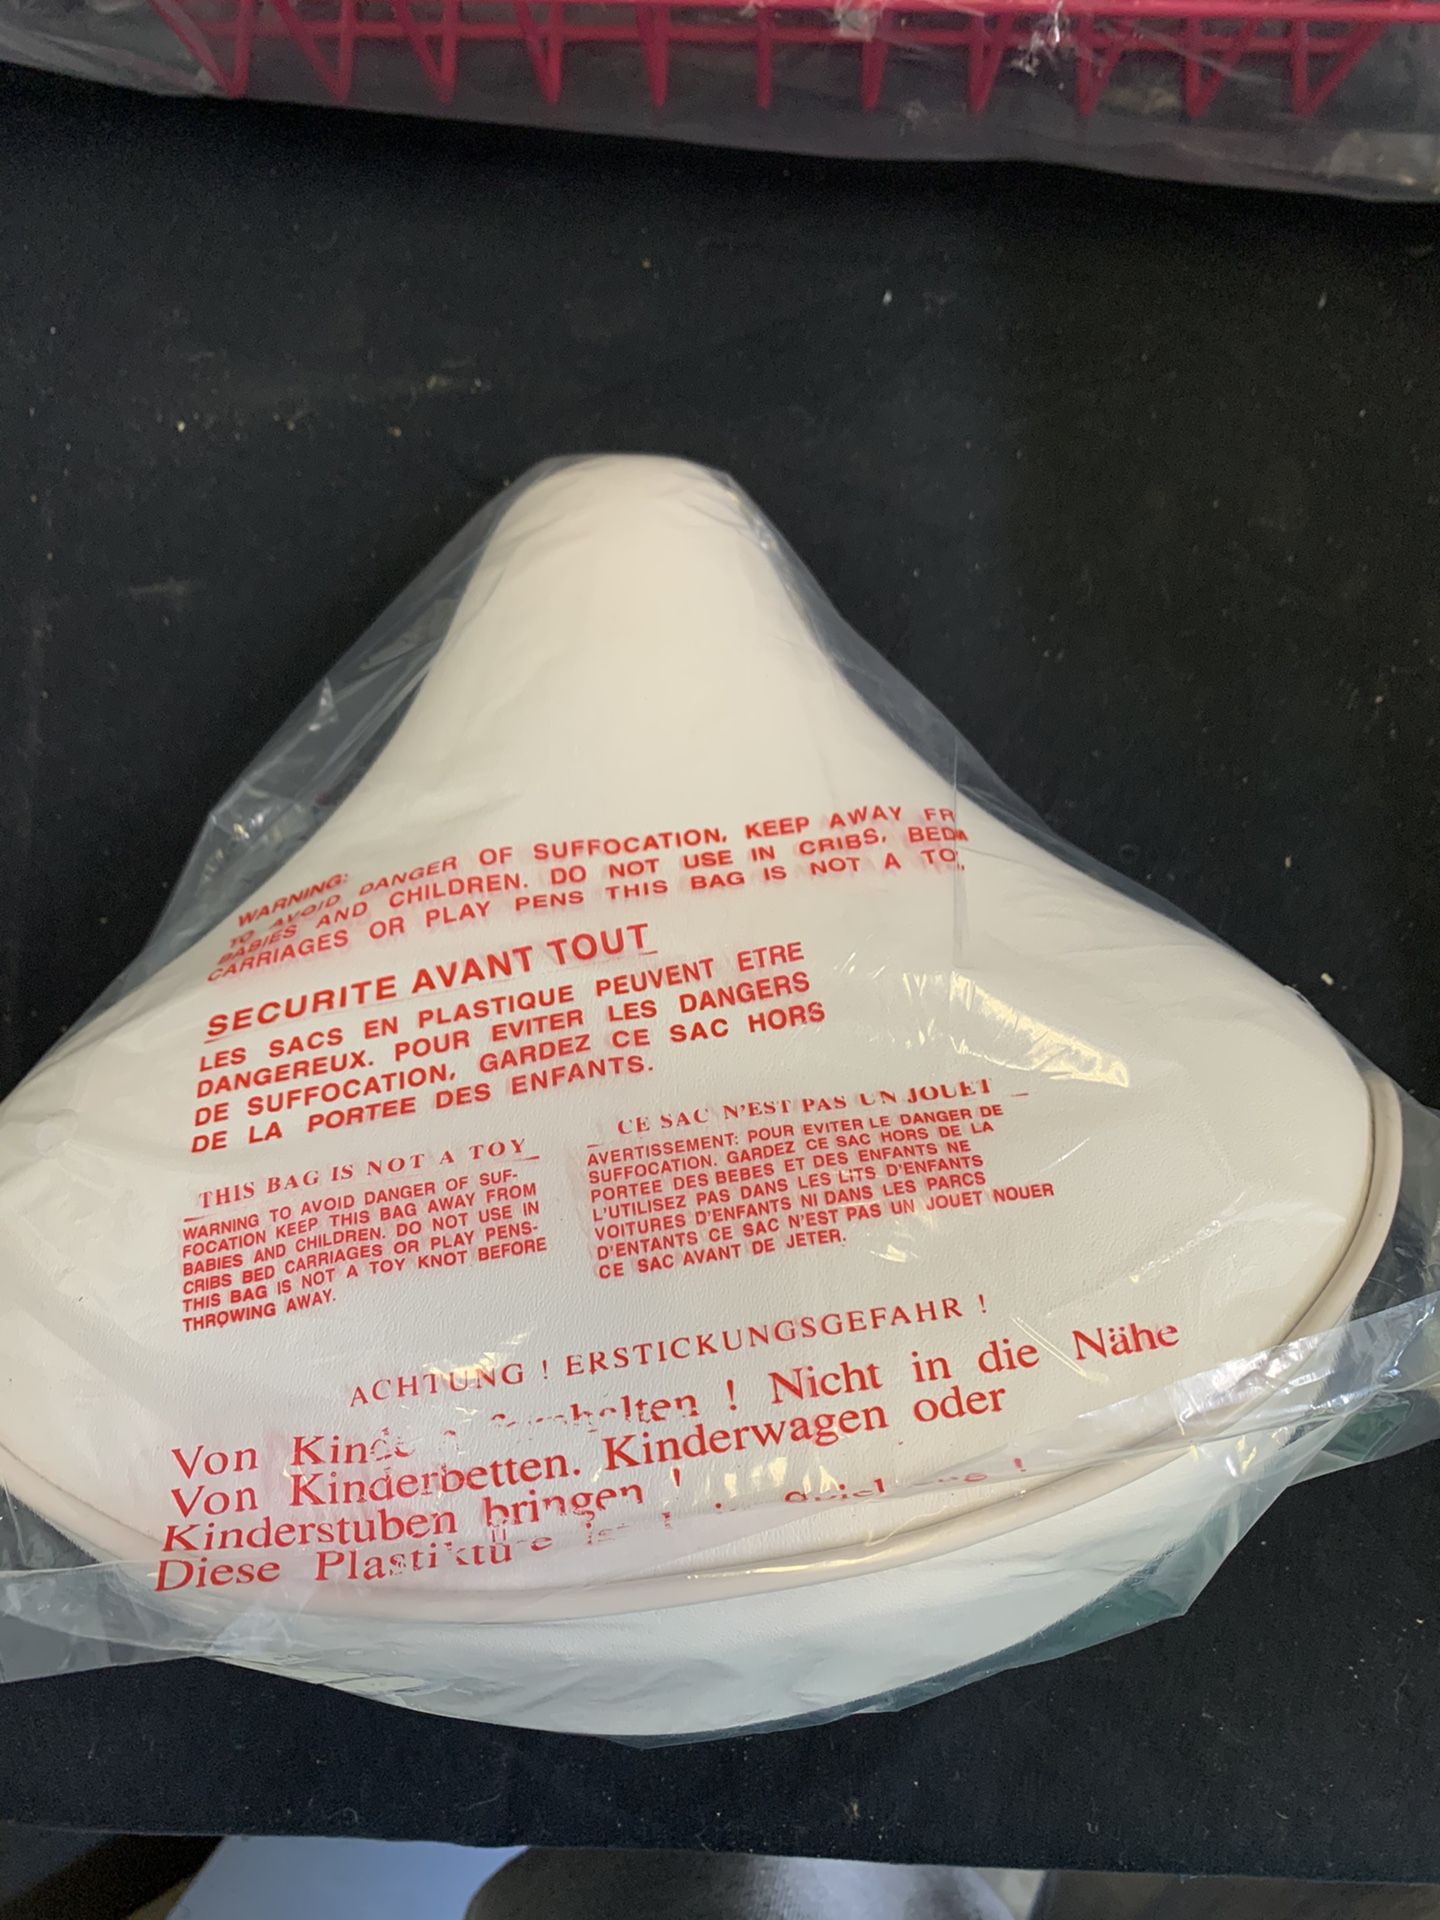 WARNING:
TO AVOID DANGER OF SUFFOCATION, KEEP AWAY FR
BABIES AND CHILDREN. DO NOT USE IN CRIBS, BED
CARRIAGES OR PLAY PENS THIS BAG IS NOT A TO
SECURITE AVANT TOUT
LES SACS EN PLASTIQUE PEUVENT ETRE
DANGEREUX. POUR EVITER LES DANGERS
DE SUFFOCATION, GARDEZ CE SAC HORS
DE LA PORTEE DES ENFANTS.
THIS BAG IS NOT A TOY
WARNING TO AVOID DANGER OF SUF-
FOCATION KEEP THIS BAG AWAY FROM
BABIES AND CHILDREN. DO NOT USE IN
CRIBS BED CARRIAGES OR PLAY PENS-
THIS BAG IS NOT A TOY KNOT BEFORE
THROWING AWAY.
CE SAC N'EST PAS UN JOUET
AVERTISSEMENT: POUR EVITER LE DANGER DE
SUFFOCATION. GARDEZ CE SAC HORS DE LA
PORTEE DES BEBES ET DES ENFANTS NE
L'UTILISEZ PAS DANS LES LITS D'ENFANTS
VOITURES D'ENFANTS NI DANS LES PARCS
D'ENTANTS CE SAC N'EST PAS UN JOUET NOUER
CE SAC AVANT DE JETER.
ACHTUNG ! ERSTICKUNGSGEFAHR !
Von ! Nicht in die Nähe
Von Kinderbetten. Kinderwagen oder
Kinderstuben bringen !
Diese !